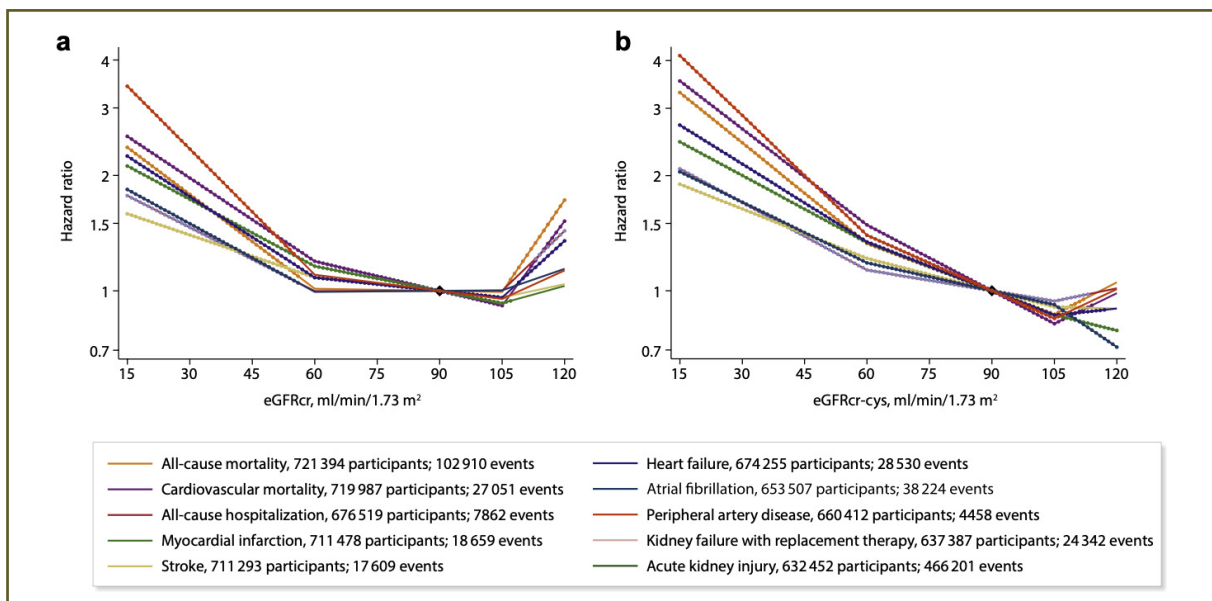 a
b
4
3
2
1.5
1
0.7
Hazard ratio
15 30 45 60 75 90 105 120
eGFRcr, ml/min/1.73 m²
4
3
2
1.5
1
0.7
Hazard ratio
15 30 45 60 75 90 105 120
eGFRcr-cys, ml/min/1.73 m²
All-cause mortality, 721 394 participants; 102 910 events
Cardiovascular mortality, 719 987 participants; 27 051 events
All-cause hospitalization, 676 519 participants; 7862 events
Myocardial infarction, 711 478 participants; 18 659 events
Stroke, 711 293 participants; 17 609 events
Heart failure, 674 255 participants; 28 530 events
Atrial fibrillation, 653 507 participants; 38 224 events
Peripheral artery disease, 660 412 participants; 4458 events
Kidney failure with replacement therapy, 637 387 participants; 24 342 events
Acute kidney injury, 632 452 participants; 466 201 events